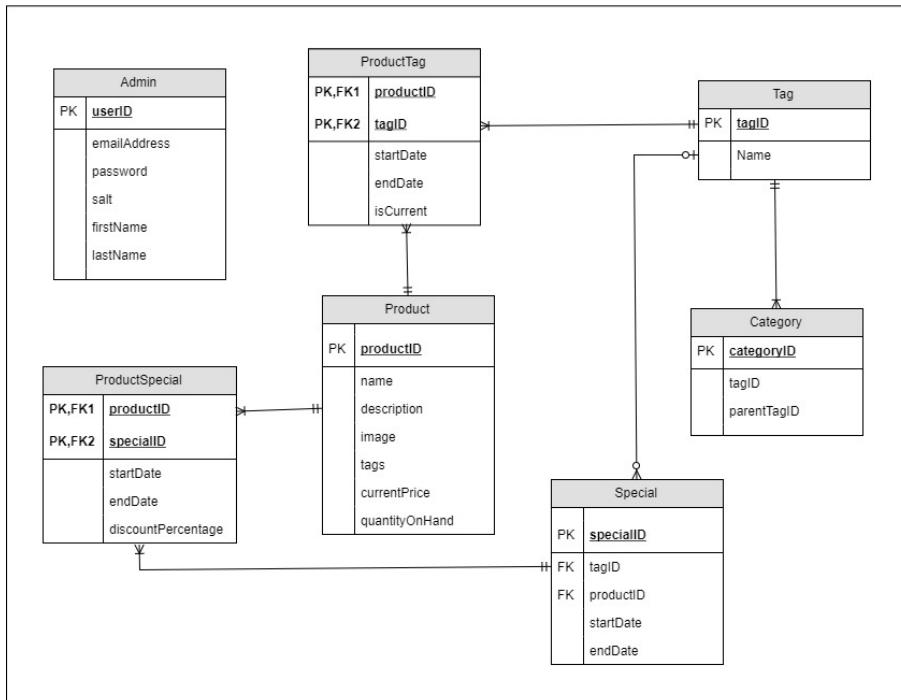 Admin
PK userID
emailAddress
password
salt
firstName
lastName
ProductTag
PK,FK1 productID
PK,FK2 tagID
startDate
endDate
isCurrent
Tag
PK tagID
Name
Product
PK productID
name
description
image
tags
currentPrice
quantityOnHand
Category
PK categoryID
tagID
parentTagID
ProductSpecial
PK,FK1 productID
PK,FK2 specialID
startDate
endDate
discountPercentage
Special
PK specialID
FK tagID
FK productID
startDate
endDate